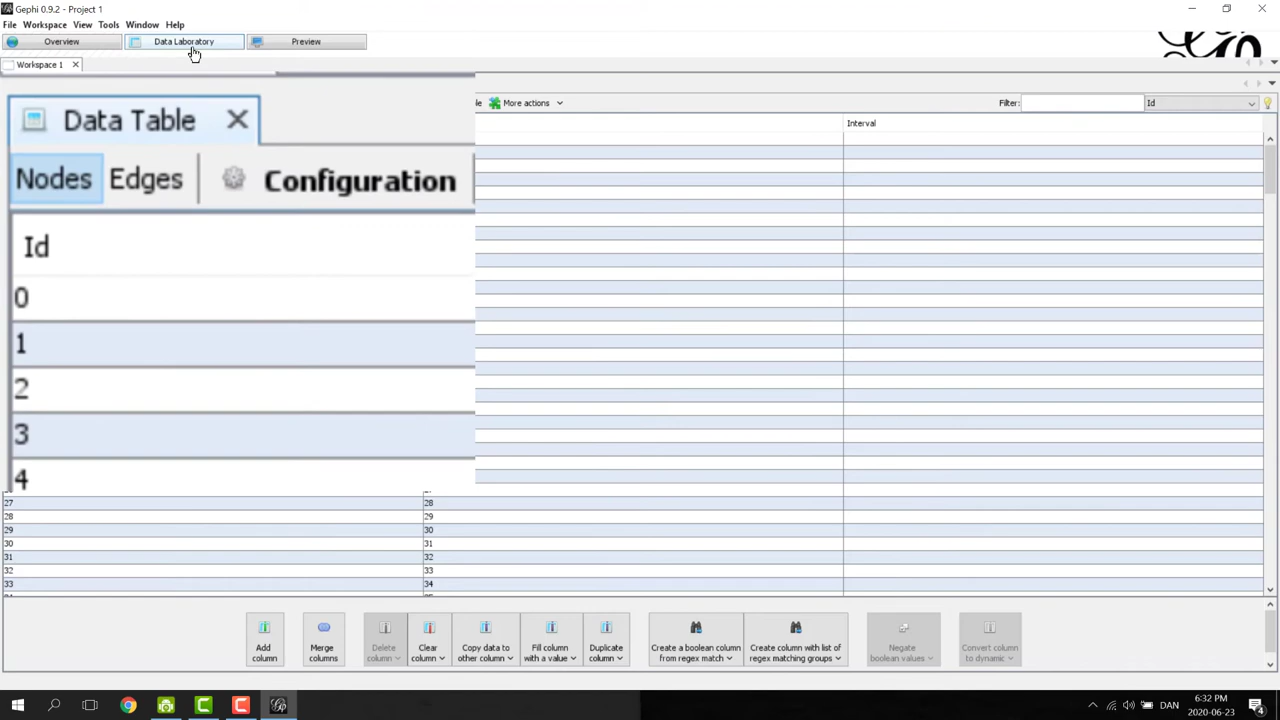 Gephi 0.9.2 - Project 1
File Workspace View Tools Window Help
Overview Data Laboratory Preview
Workspace 1
Data Table
Nodes Edges Configuration
More actions Filter: Id
Id Interval
0
1
2
3
4
27 28
28 29
29 30
30 31
31 32
32 33
33 34
Add column
Merge columns
Delete column
Clear column
Copy data to other column
Fill column with a value
Duplicate column
Create a boolean column from regex match
Create column with list of regex matching groups
Negate boolean values
Convert column to dynamic
6:32 PM
DAN
2020-06-23
4